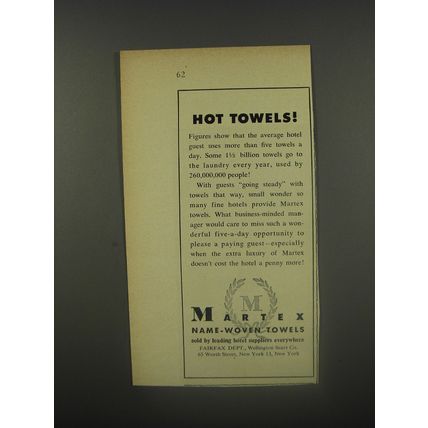 62
HOT TOWELS!
Figures show that the average hotel
guest uses more than five towels a
day. Some 1½ billion towels go to
the laundry every year, used by
260,000,000 people!
With guests "going steady" with
towels that way, small wonder so
many fine hotels provide Martex
towels. What business-minded man-
ager would care to miss such a won-
derful five-a-day opportunity to
please a paying guest—especially
when the extra luxury of Martex
doesn't cost the hotel a penny more!
M
MARTEX
NAME-WOVEN TOWELS
sold by leading hotel suppliers everywhere
FAIRFAX DEPT., Wellington Sears Co.
65 Worth Street, New York 13, New York